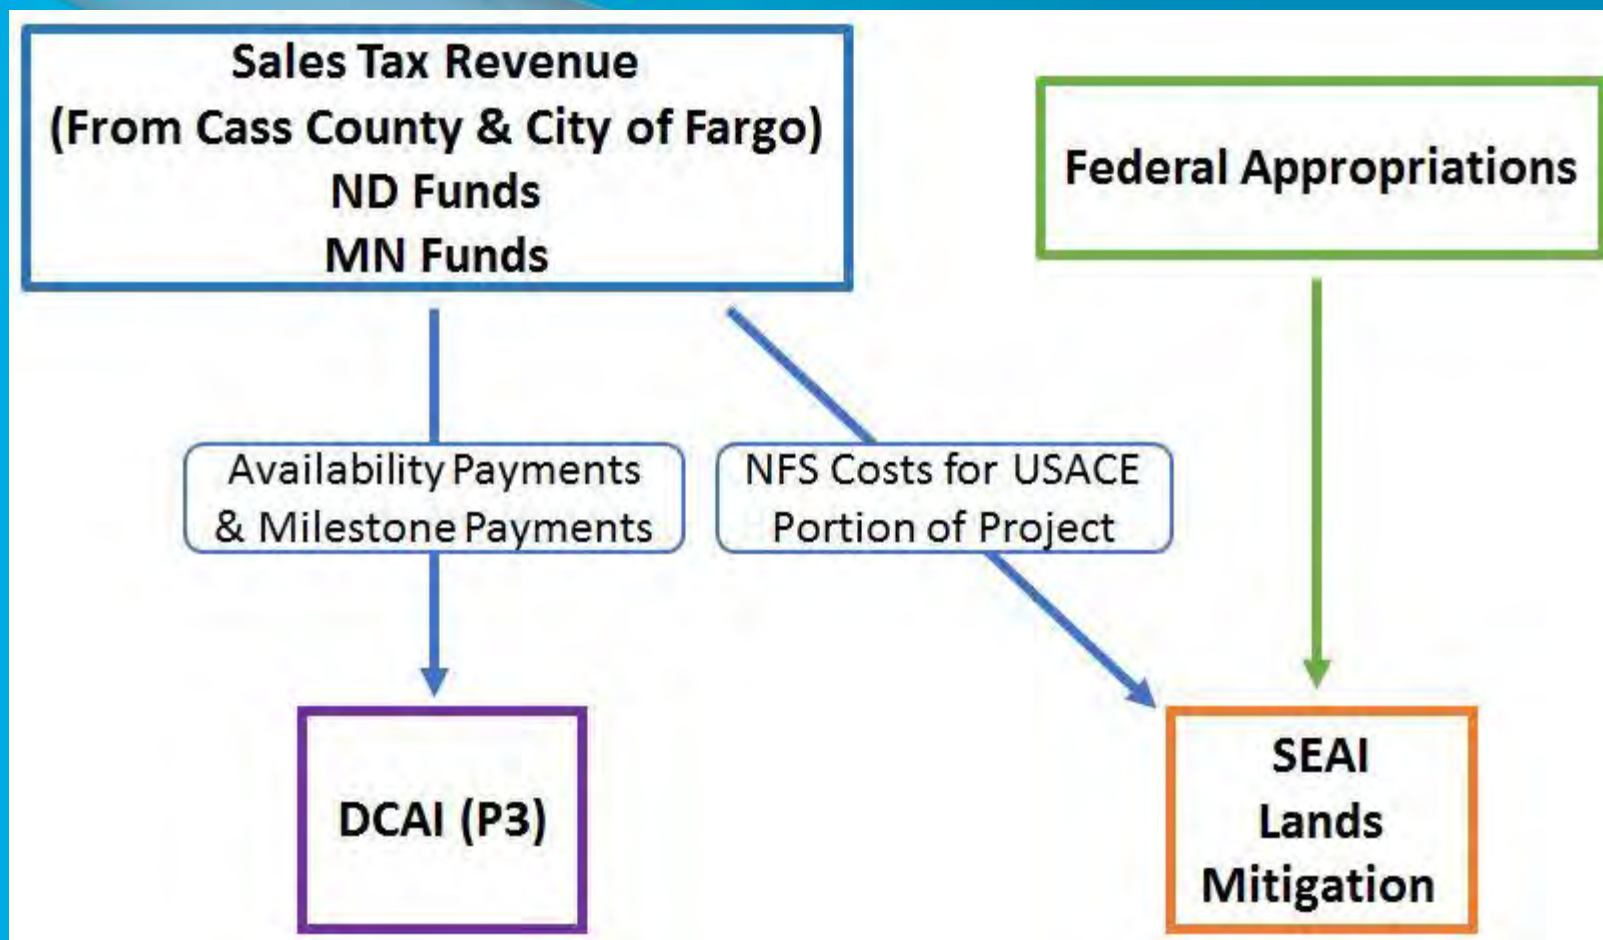 Sales Tax Revenue
(From Cass County & City of Fargo)
ND Funds
MN Funds
Federal Appropriations
Availability Payments
& Milestone Payments
NFS Costs for USACE
Portion of Project
DCAI (P3)
SEAI
Lands
Mitigation